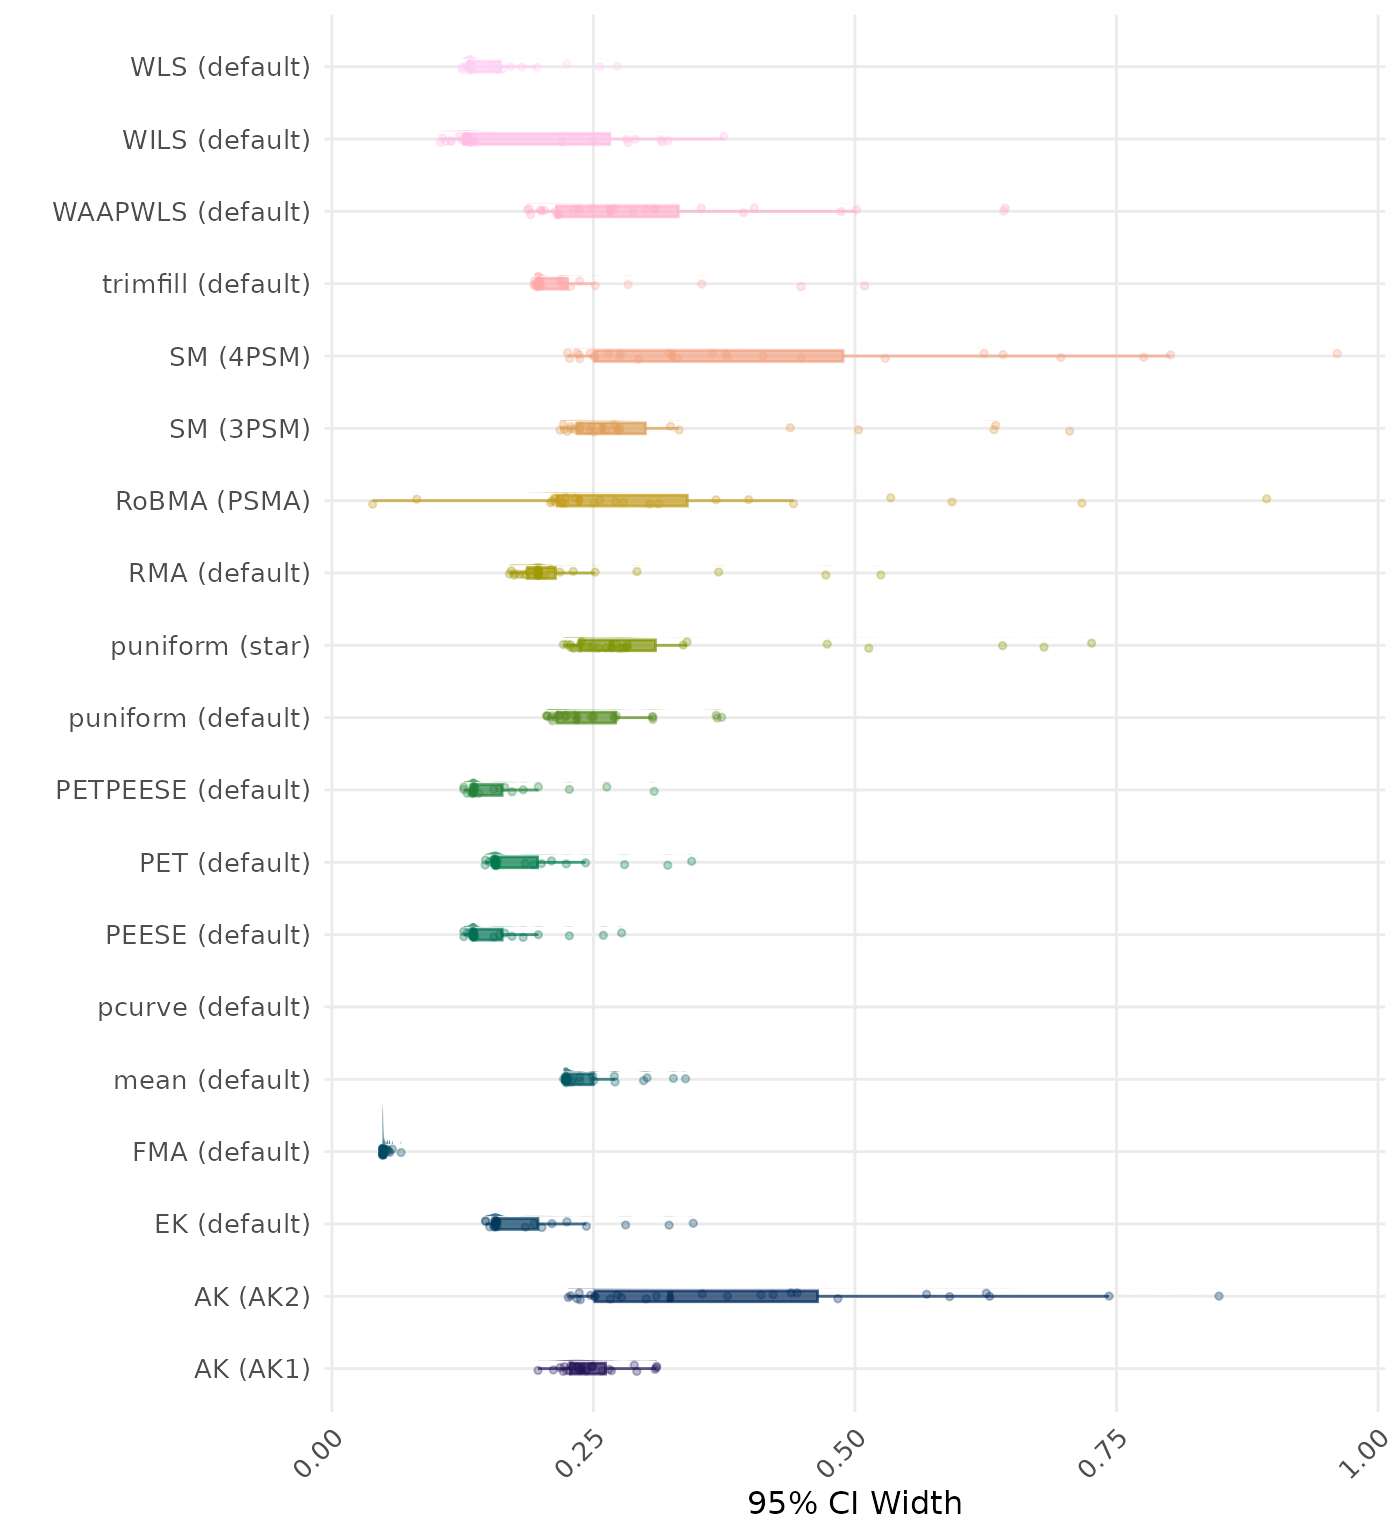 WLS (default)
WILS (default)
WAAPWLS (default)
trimfill (default)
SM (4PSM)
SM (3PSM)
RoBMA (PSMA)
RMA (default)
puniform (star)
puniform (default)
PETPEESE (default)
PET (default)
PEESE (default)
pcurve (default)
mean (default)
FMA (default)
EK (default)
AK (AK2)
AK (AK1)
0.00 0.25 0.50 0.75 1.00
95% CI Width